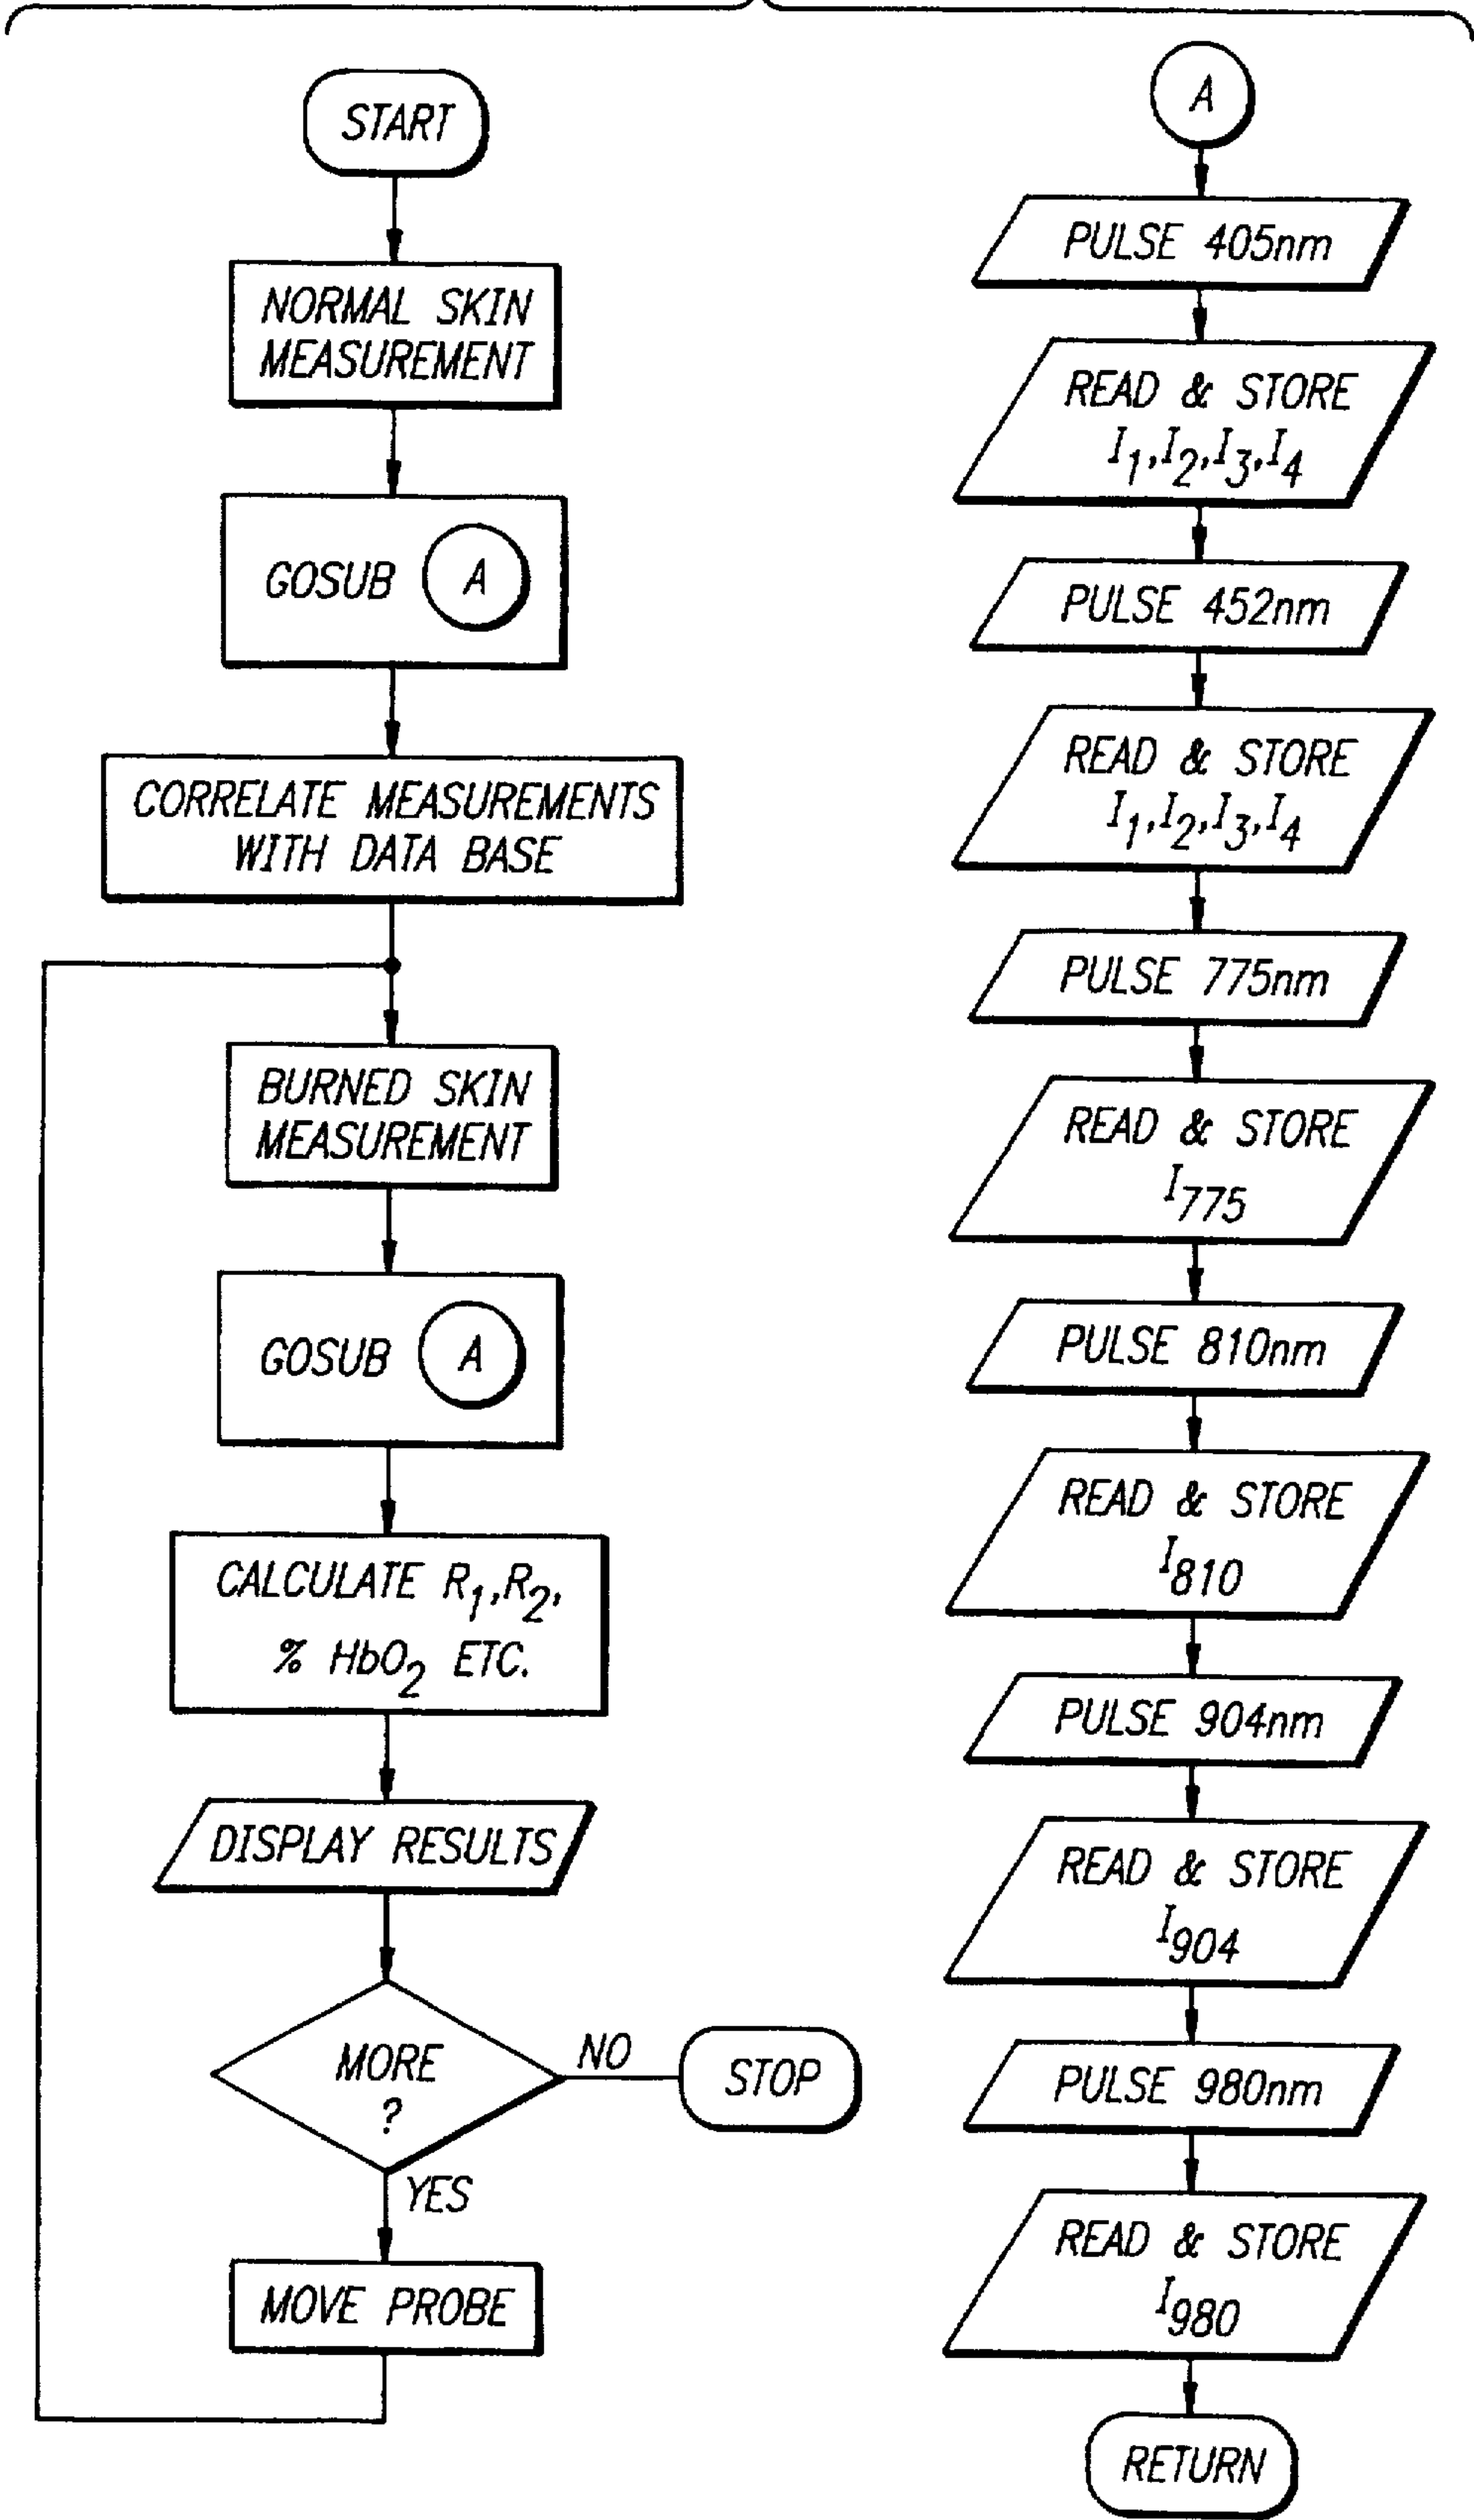 START
NORMAL SKIN
MEASUREMENT
GOSUB A
CORRELATE MEASUREMENTS
WITH DATA BASE
BURNED SKIN
MEASUREMENT
GOSUB A
CALCULATE R1,R2,
% HbO2 ETC.
DISPLAY RESULTS
MORE
?
NO
STOP
YES
MOVE PROBE
A
PULSE 405nm
READ & STORE
I1,I2,I3,I4
PULSE 452nm
READ & STORE
I1,I2,I3,I4
PULSE 775nm
READ & STORE
I775
PULSE 810nm
READ & STORE
I810
PULSE 904nm
READ & STORE
I904
PULSE 980nm
READ & STORE
I980
RETURN